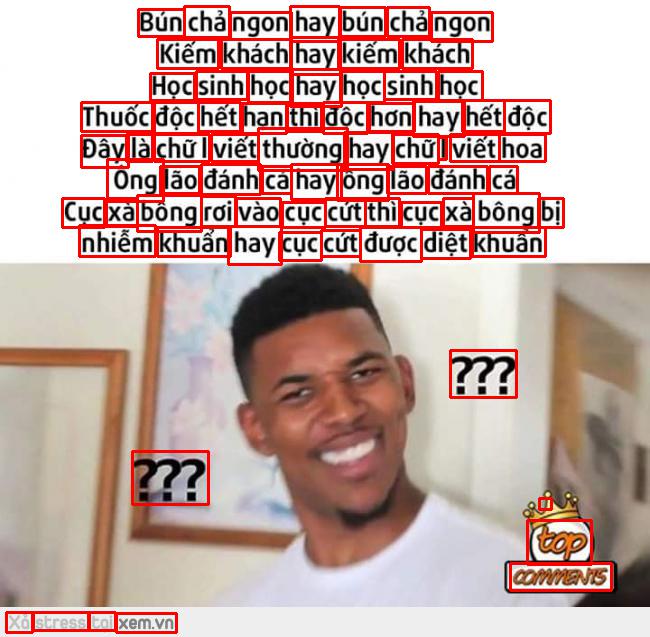 Bún chả ngon hay bún chả ngon
Kiếm khách hay kiếm khách
Học sinh học hay học sinh học
Thuốc độc hết hạn thì độc hơn hay hết độc
Đây là chữ l viết thường hay chữ I viết hoa
Ông lão đánh cá hay ông lão đánh cá
Cục xà bông rơi vào cục cứt thì cục xà bông bị
nhiễm khuẩn hay cục cứt được diệt khuẩn
???
???
top
COMMENTS
Xả stress tại xem.vn